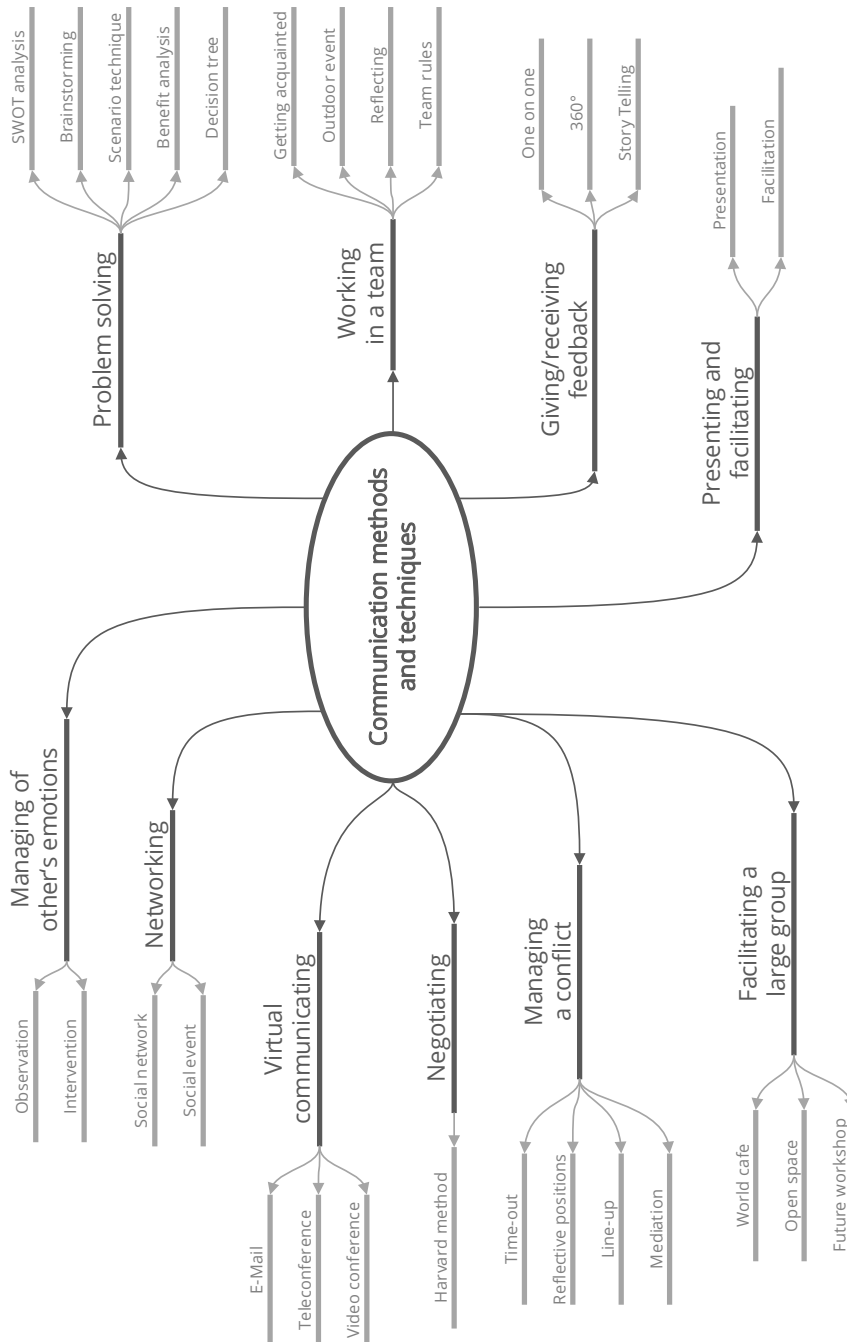 Communication methods
and techniques
Managing of
other's emotions
Observation
Intervention
Networking
Social network
Social event
Virtual
communicating
E-Mail
Teleconference
Video conference
Negotiating
Harvard method
Managing
a conflict
Time-out
Reflective positions
Line-up
Mediation
Facilitating a
large group
World cafe
Open space
Future workshop
Problem solving
SWOT analysis
Brainstorming
Scenario technique
Benefit analysis
Decision tree
Working
in a team
Getting acquainted
Outdoor event
Reflecting
Team rules
Giving/receiving
feedback
One on one
360°
Story Telling
Presenting and
facilitating
Presentation
Facilitation